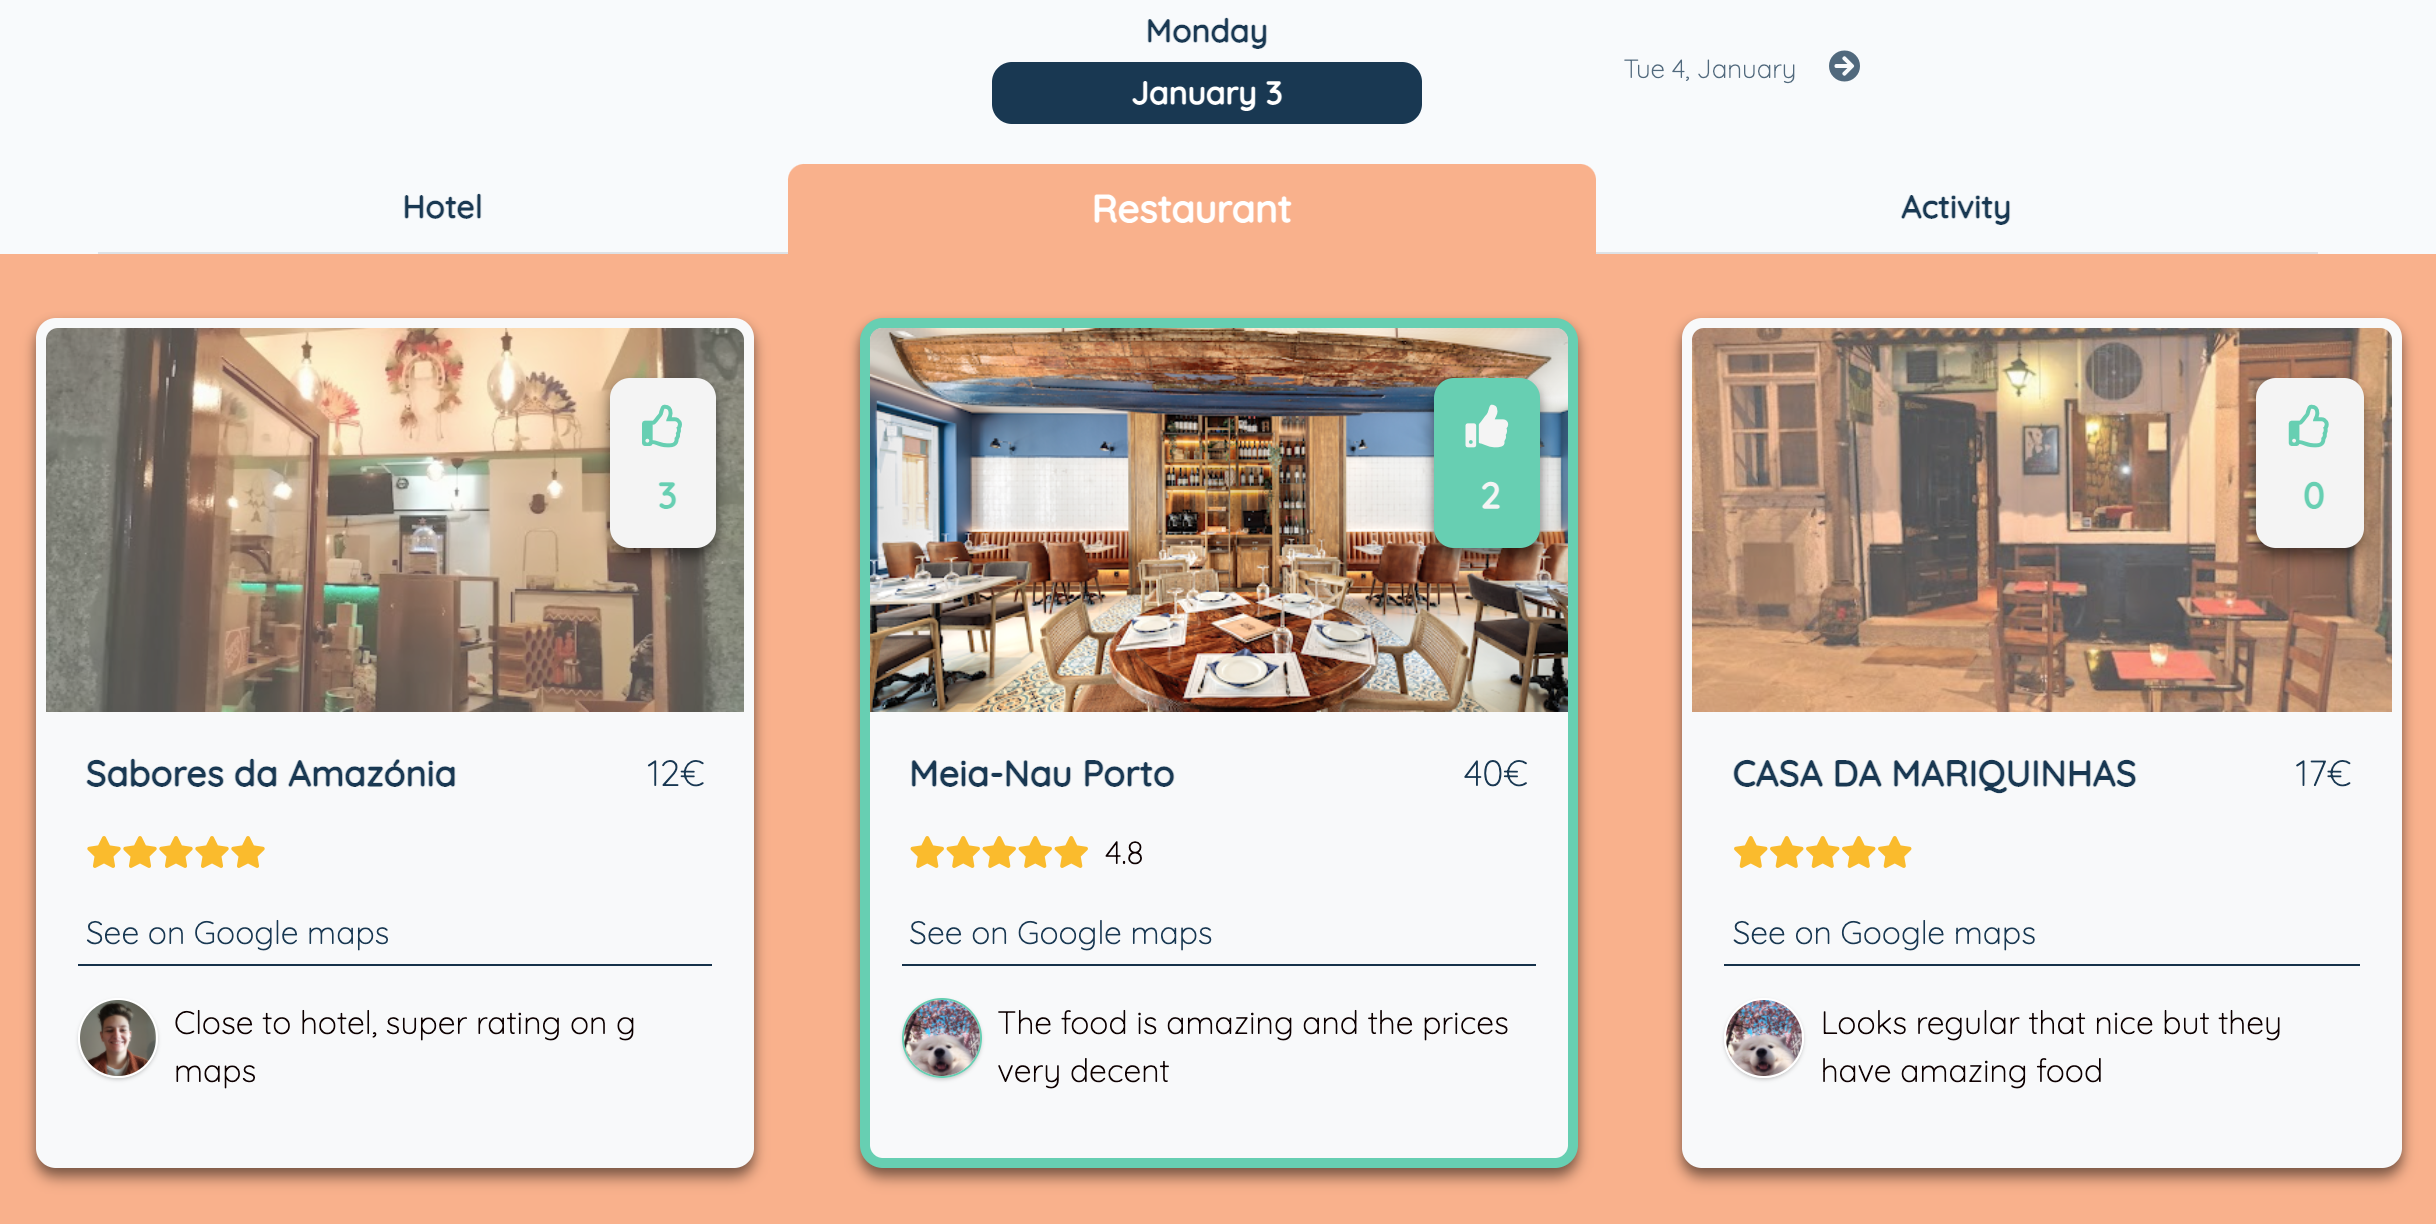 Monday
January 3
Tue 4, January
Hotel
Restaurant
Activity
3
Sabores da Amazónia 12€
See on Google maps
Close to hotel, super rating on g
maps
2
Meia-Nau Porto 40€
4.8
See on Google maps
The food is amazing and the prices
very decent
0
CASA DA MARIQUINHAS 17€
See on Google maps
Looks regular that nice but they
have amazing food